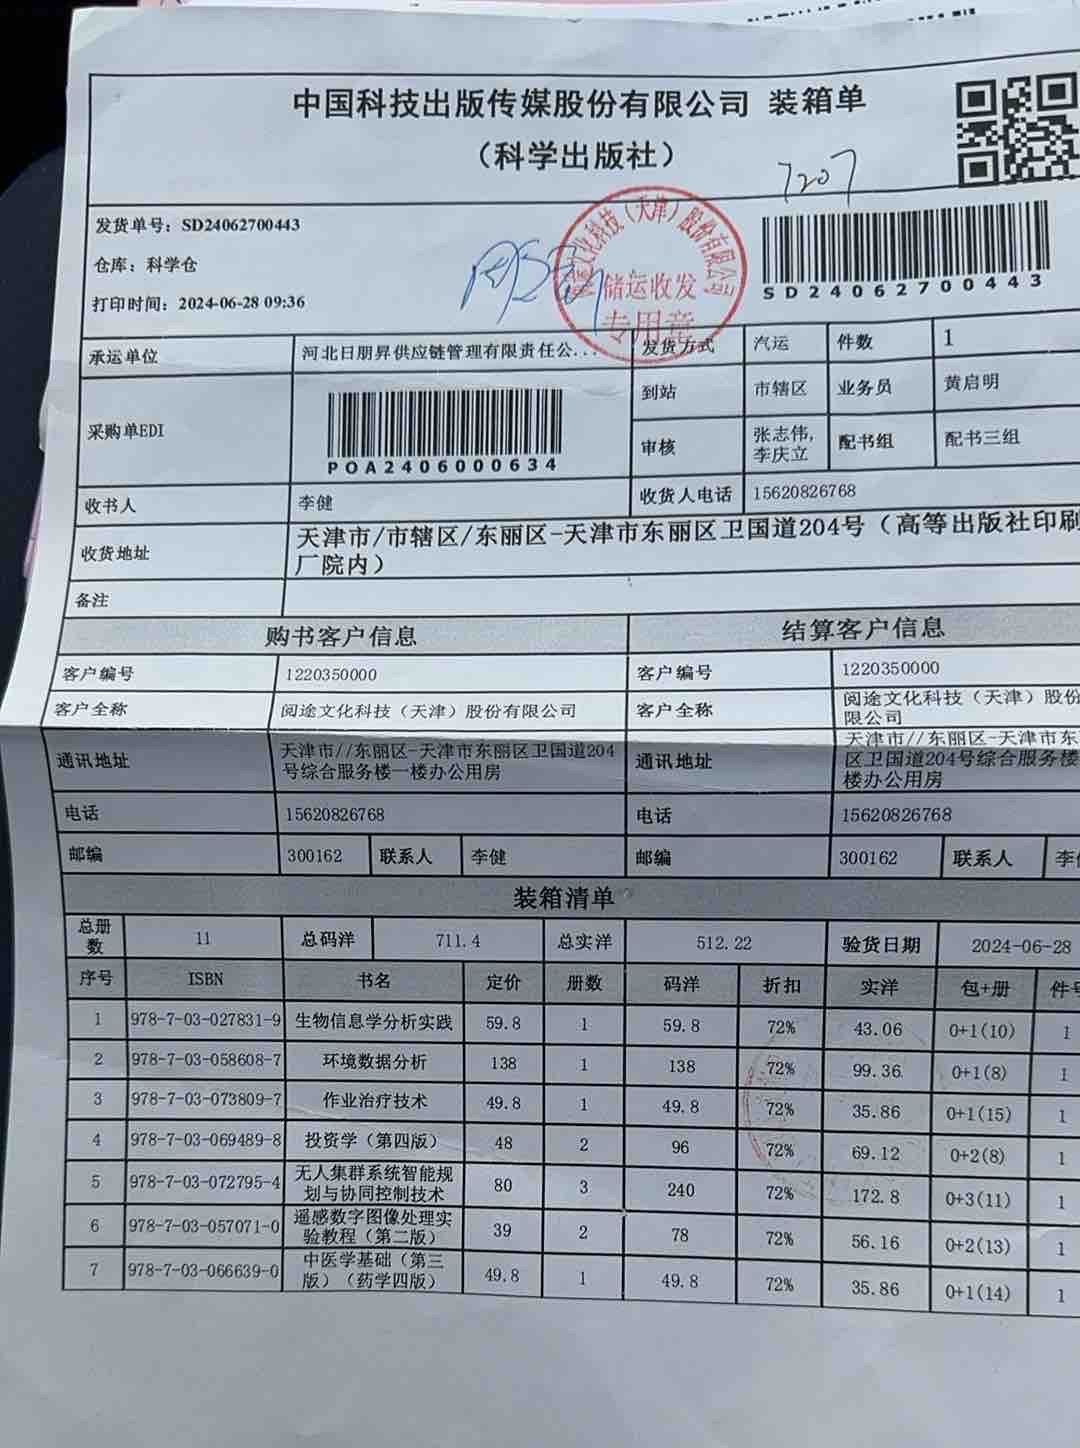 中国科技出版传媒股份有限公司 装箱单
（科学出版社）
7207
发货单号：SD24062700443
仓库：科学仓
打印时间：2024-06-28 09:36
文化科技（天津）股份有限公司
储运收发
专用章
SD24062700443
承运单位 河北日朋昇供应链管理有限责任公... 发货方式 汽运 件数 1
采购单EDI POA2406000634 到站 市辖区 业务员 黄启明
审核 张志伟,李庆立 配书组 配书三组
收书人 李健 收货人电话 15620826768
收货地址 天津市/市辖区/东丽区-天津市东丽区卫国道204号（高等出版社印刷
厂院内）
备注
购书客户信息 结算客户信息
客户编号 1220350000 客户编号 1220350000
客户全称 阅途文化科技（天津）股份有限公司 客户全称 阅途文化科技（天津）股份
限公司
通讯地址 天津市//东丽区-天津市东丽区卫国道204
号综合服务楼一楼办公用房
通讯地址 天津市//东丽区-天津市东
区卫国道204号综合服务楼
楼办公用房
电话 15620826768 电话 15620826768
邮编 300162 联系人 李健 邮编 300162 联系人 李
装箱清单
总册数 11 总码洋 711.4 总实洋 512.22 验货日期 2024-06-28
序号 ISBN 书名 定价 册数 码洋 折扣 实洋 包+册 件号
1 978-7-03-027831-9 生物信息学分析实践 59.8 1 59.8 72% 43.06 0+1(10) 1
2 978-7-03-058608-7 环境数据分析 138 1 138 72% 99.36 0+1(8) 1
3 978-7-03-073809-7 作业治疗技术 49.8 1 49.8 72% 35.86 0+1(15) 1
4 978-7-03-069489-8 投资学（第四版） 48 2 96 72% 69.12 0+2(8) 1
5 978-7-03-072795-4 无人集群系统智能规划与协同控制技术 80 3 240 72% 172.8 0+3(11) 1
6 978-7-03-057071-0 遥感数字图像处理实验教程（第二版） 39 2 78 72% 56.16 0+2(13) 1
7 978-7-03-066639-0 中医学基础（第三版）（药学四版） 49.8 1 49.8 72% 35.86 0+1(14) 1